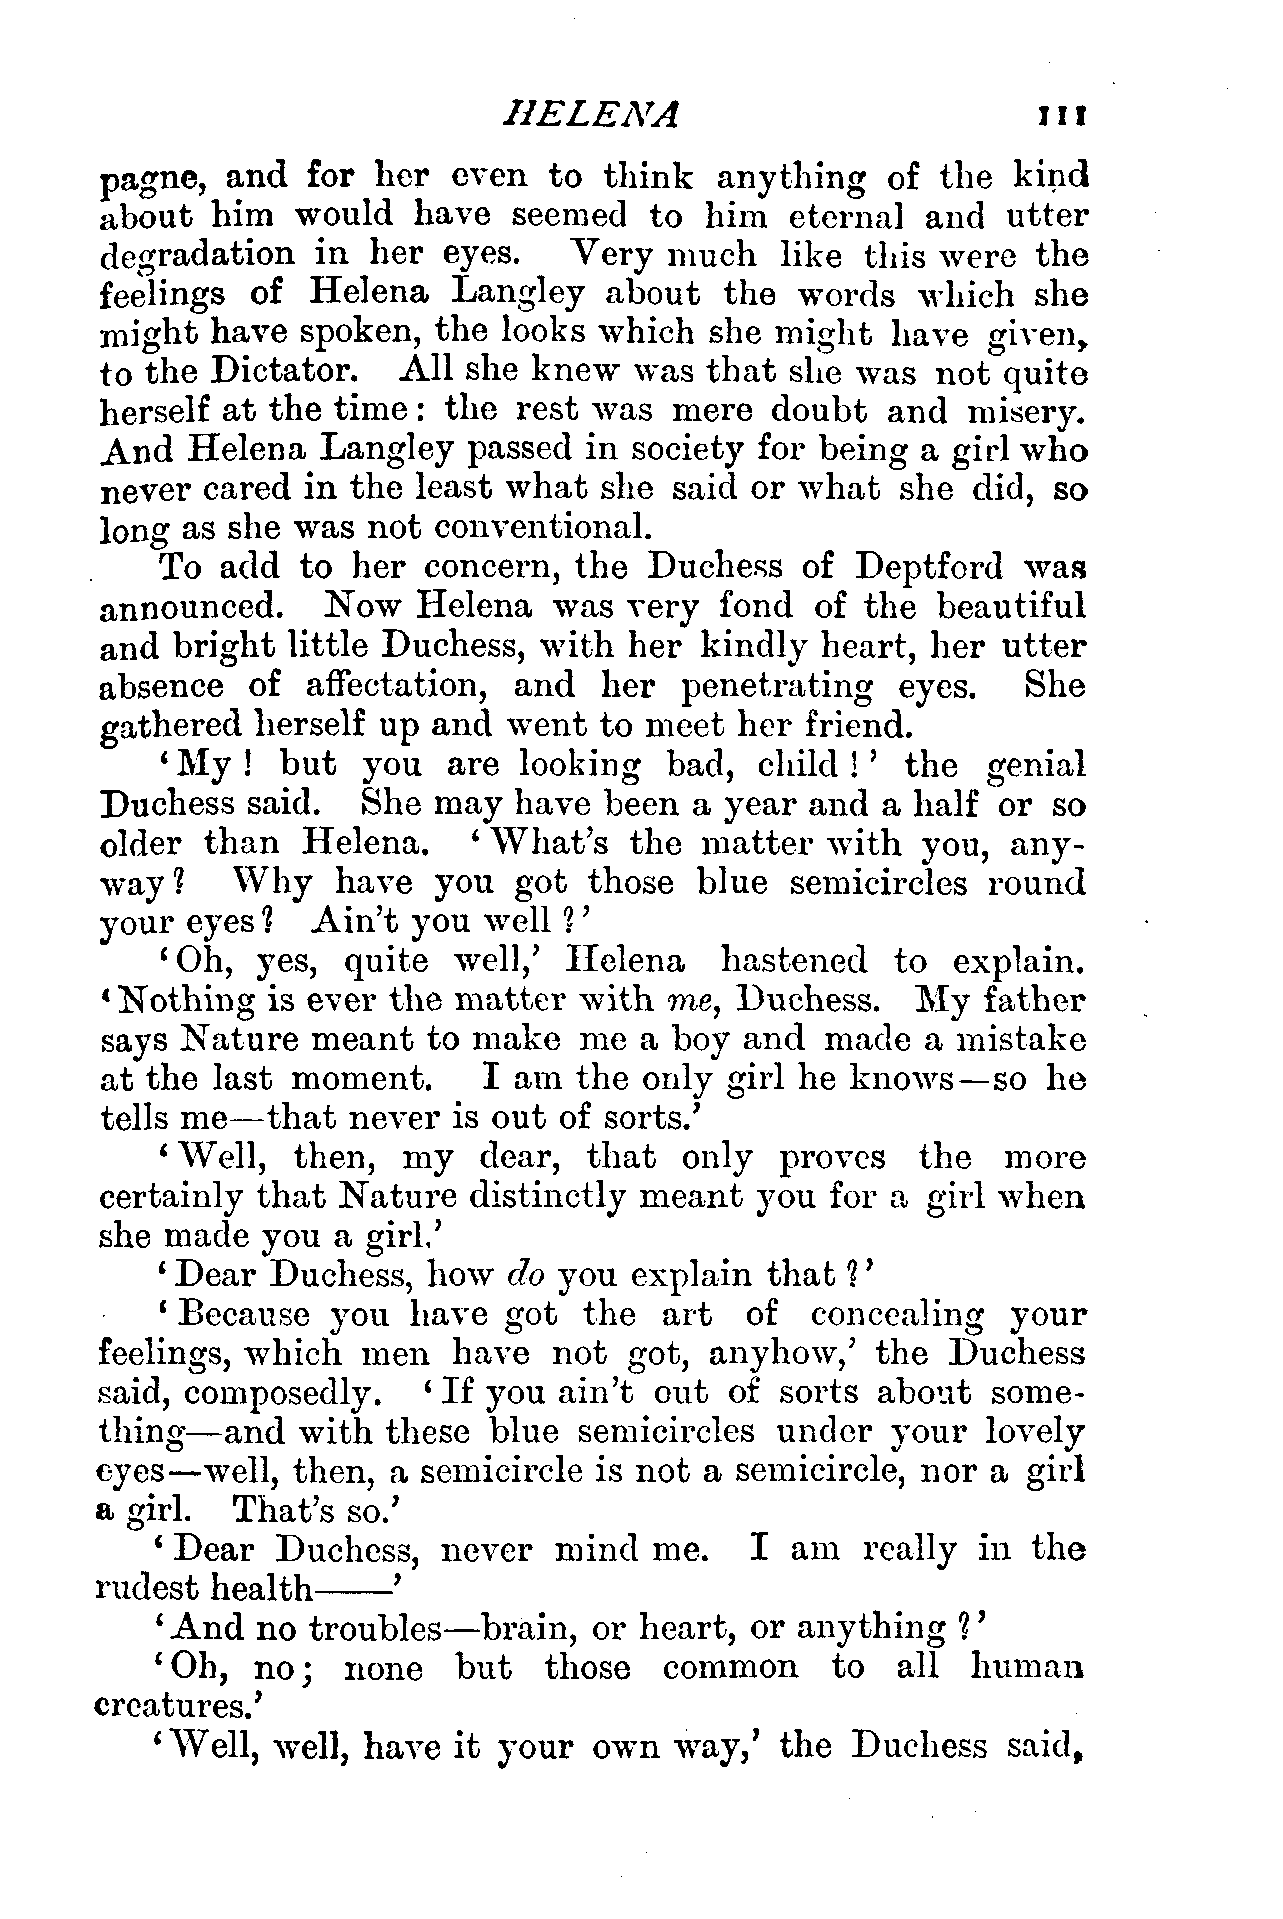 HELENA 111
pagne, and for her even to think anything of the kind
about him would have seemed to him eternal and utter
degradation in her eyes. Very much like this were the
feelings of Helena Langley about the words which she
might have spoken, the looks which she might have given,
to the Dictator. All she knew was that she was not quite
herself at the time: the rest was mere doubt and misery.
And Helena Langley passed in society for being a girl who
never cared in the least what she said or what she did, so
long as she was not conventional.
To add to her concern, the Duchess of Deptford was
announced. Now Helena was very fond of the beautiful
and bright little Duchess, with her kindly heart, her utter
absence of affectation, and her penetrating eyes. She
gathered herself up and went to meet her friend.
‘My! but you are looking bad, child!’ the genial
Duchess said. She may have been a year and a half or so
older than Helena. ‘What's the matter with you, any-
way? Why have you got those blue semicircles round
your eyes? Ain't you well?’
‘Oh, yes, quite well,’ Helena hastened to explain.
‘Nothing is ever the matter with me, Duchess. My father
says Nature meant to make me a boy and made a mistake
at the last moment. I am the only girl he knows—so he
tells me—that never is out of sorts.’
‘Well, then, my dear, that only proves the more
certainly that Nature distinctly meant you for a girl when
she made you a girl.’
‘Dear Duchess, how do you explain that?’
‘Because you have got the art of concealing your
feelings, which men have not got, anyhow,’ the Duchess
said, composedly. ‘If you ain't out of sorts about some-
thing—and with these blue semicircles under your lovely
eyes—well, then, a semicircle is not a semicircle, nor a girl
a girl. That's so.’
‘Dear Duchess, never mind me. I am really in the
rudest health——’
‘And no troubles—brain, or heart, or anything?’
‘Oh, no; none but those common to all human
creatures.’
‘Well, well, have it your own way,’ the Duchess said,